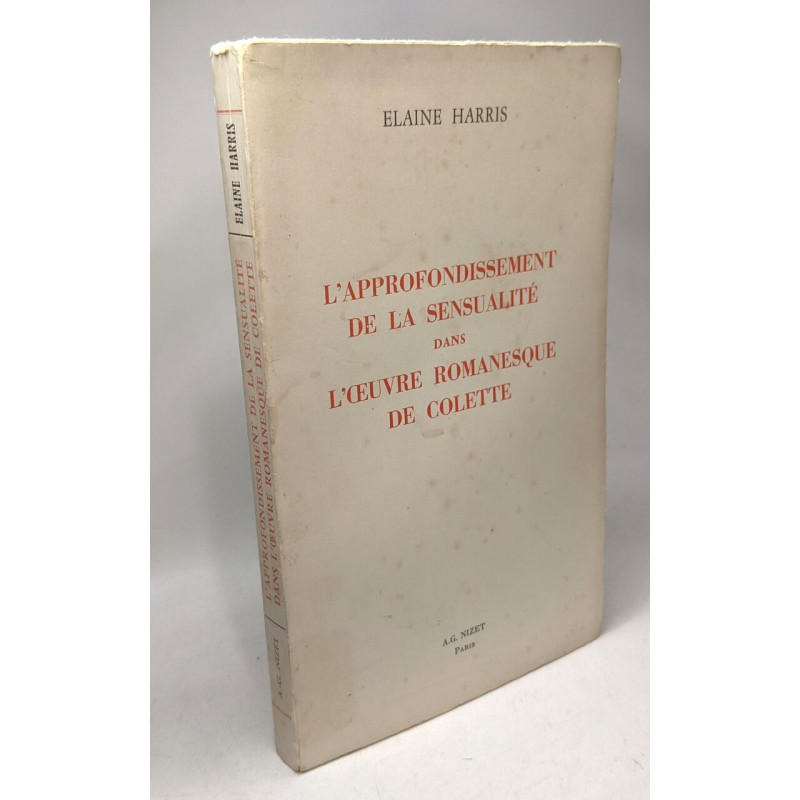 ELAINE HARRIS
L'APPROFONDISSEMENT
DE LA SENSUALITÉ
DANS
L'ŒUVRE ROMANESQUE
DE COLETTE
A.G. NIZET
PARIS
ELAINE HARRIS
L'APPROFONDISSEMENT DE LA SENSUALITÉ
DANS L'ŒUVRE ROMANESQUE DE COLETTE
A.G. NIZET